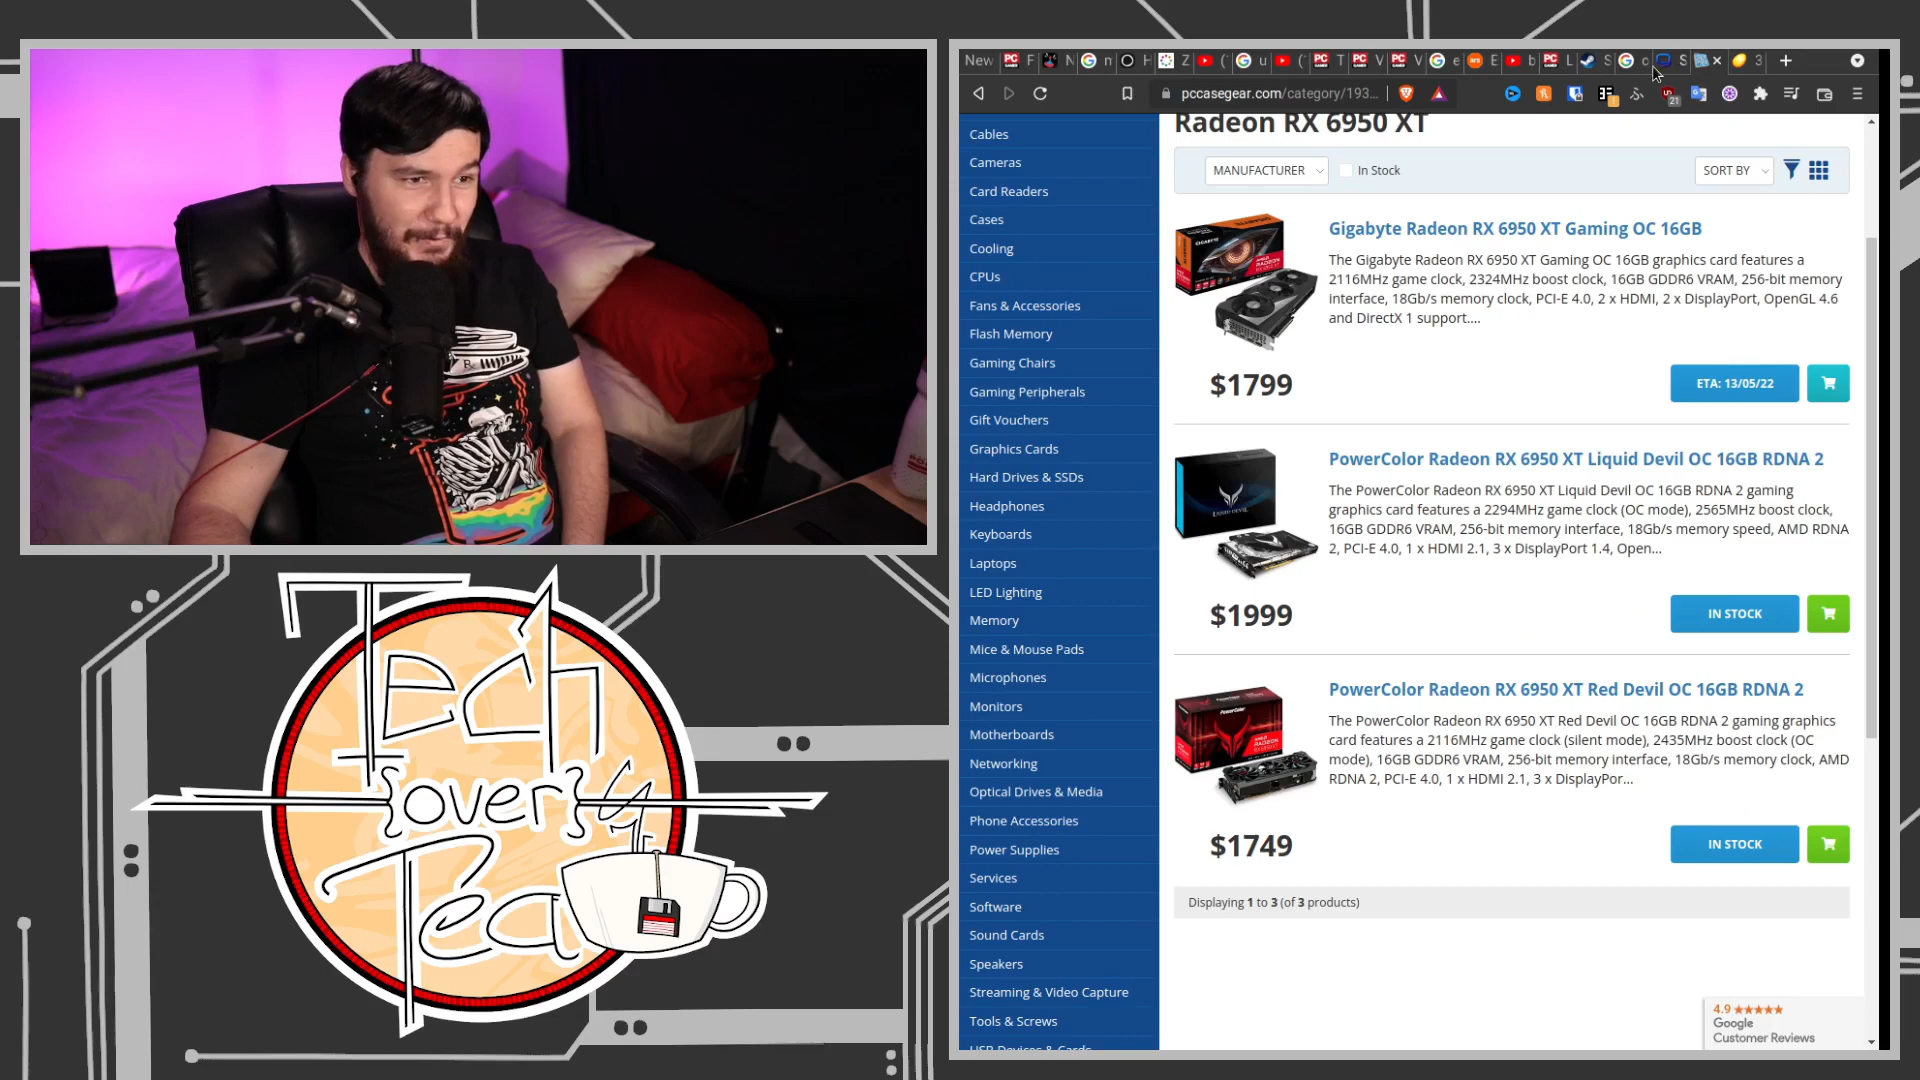 New
pccasegear.com/category/193...
21
Radeon RX 6950 XT
MANUFACTURER
In Stock
SORT BY
Cables
Cameras
Card Readers
Cases
Cooling
CPUs
Fans & Accessories
Flash Memory
Gaming Chairs
Gaming Peripherals
Gift Vouchers
Graphics Cards
Hard Drives & SSDs
Headphones
Keyboards
Laptops
LED Lighting
Memory
Mice & Mouse Pads
Microphones
Monitors
Motherboards
Networking
Optical Drives & Media
Phone Accessories
Power Supplies
Services
Software
Sound Cards
Speakers
Streaming & Video Capture
Tools & Screws
USB Devices & Cards
Gigabyte Radeon RX 6950 XT Gaming OC 16GB
The Gigabyte Radeon RX 6950 XT Gaming OC 16GB graphics card features a
2116MHz game clock, 2324MHz boost clock, 16GB GDDR6 VRAM, 256-bit memory
interface, 18Gb/s memory clock, PCI-E 4.0, 2 x HDMI, 2 x DisplayPort, OpenGL 4.6
and DirectX 1 support....
$1799
ETA: 13/05/22
PowerColor Radeon RX 6950 XT Liquid Devil OC 16GB RDNA 2
The PowerColor Radeon RX 6950 XT Liquid Devil OC 16GB RDNA 2 gaming
graphics card features a 2294MHz game clock (OC mode), 2565MHz boost clock,
16GB GDDR6 VRAM, 256-bit memory interface, 18Gb/s memory speed, AMD RDNA
2, PCI-E 4.0, 1 x HDMI 2.1, 3 x DisplayPort 1.4, Open...
$1999
IN STOCK
PowerColor Radeon RX 6950 XT Red Devil OC 16GB RDNA 2
The PowerColor Radeon RX 6950 XT Red Devil OC 16GB RDNA 2 gaming graphics
card features a 2116MHz game clock (silent mode), 2435MHz boost clock (OC
mode), 16GB GDDR6 VRAM, 256-bit memory interface, 18Gb/s memory clock, AMD
RDNA 2, PCI-E 4.0, 1 x HDMI 2.1, 3 x DisplayPor...
$1749
IN STOCK
Displaying 1 to 3 (of 3 products)
4.9 ★★★★★
Google
Customer Reviews
Tech
{over}
Tea